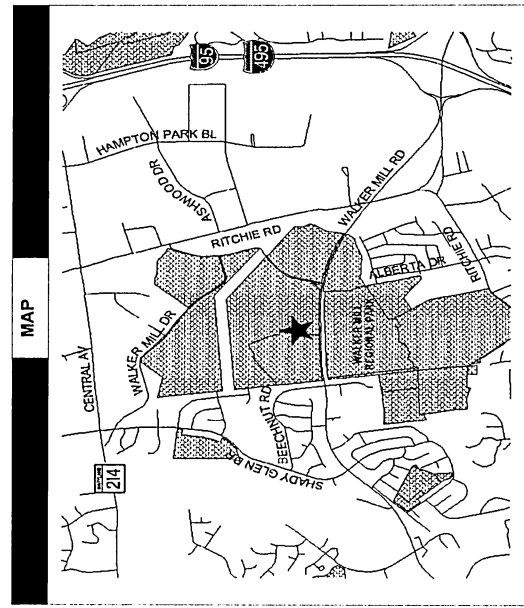 MAP
95
495
HAMPTON PARK BL
ASHWOOD DR
RITCHIE RD
WALKER MILL RD
ALBERTA DR
RITCHIE RD
CENTRAL AV
WALKER MILL DR
WALKER MILL
REGIONAL PARK
BEECHNUT RD
SHADY GLEN DR
214